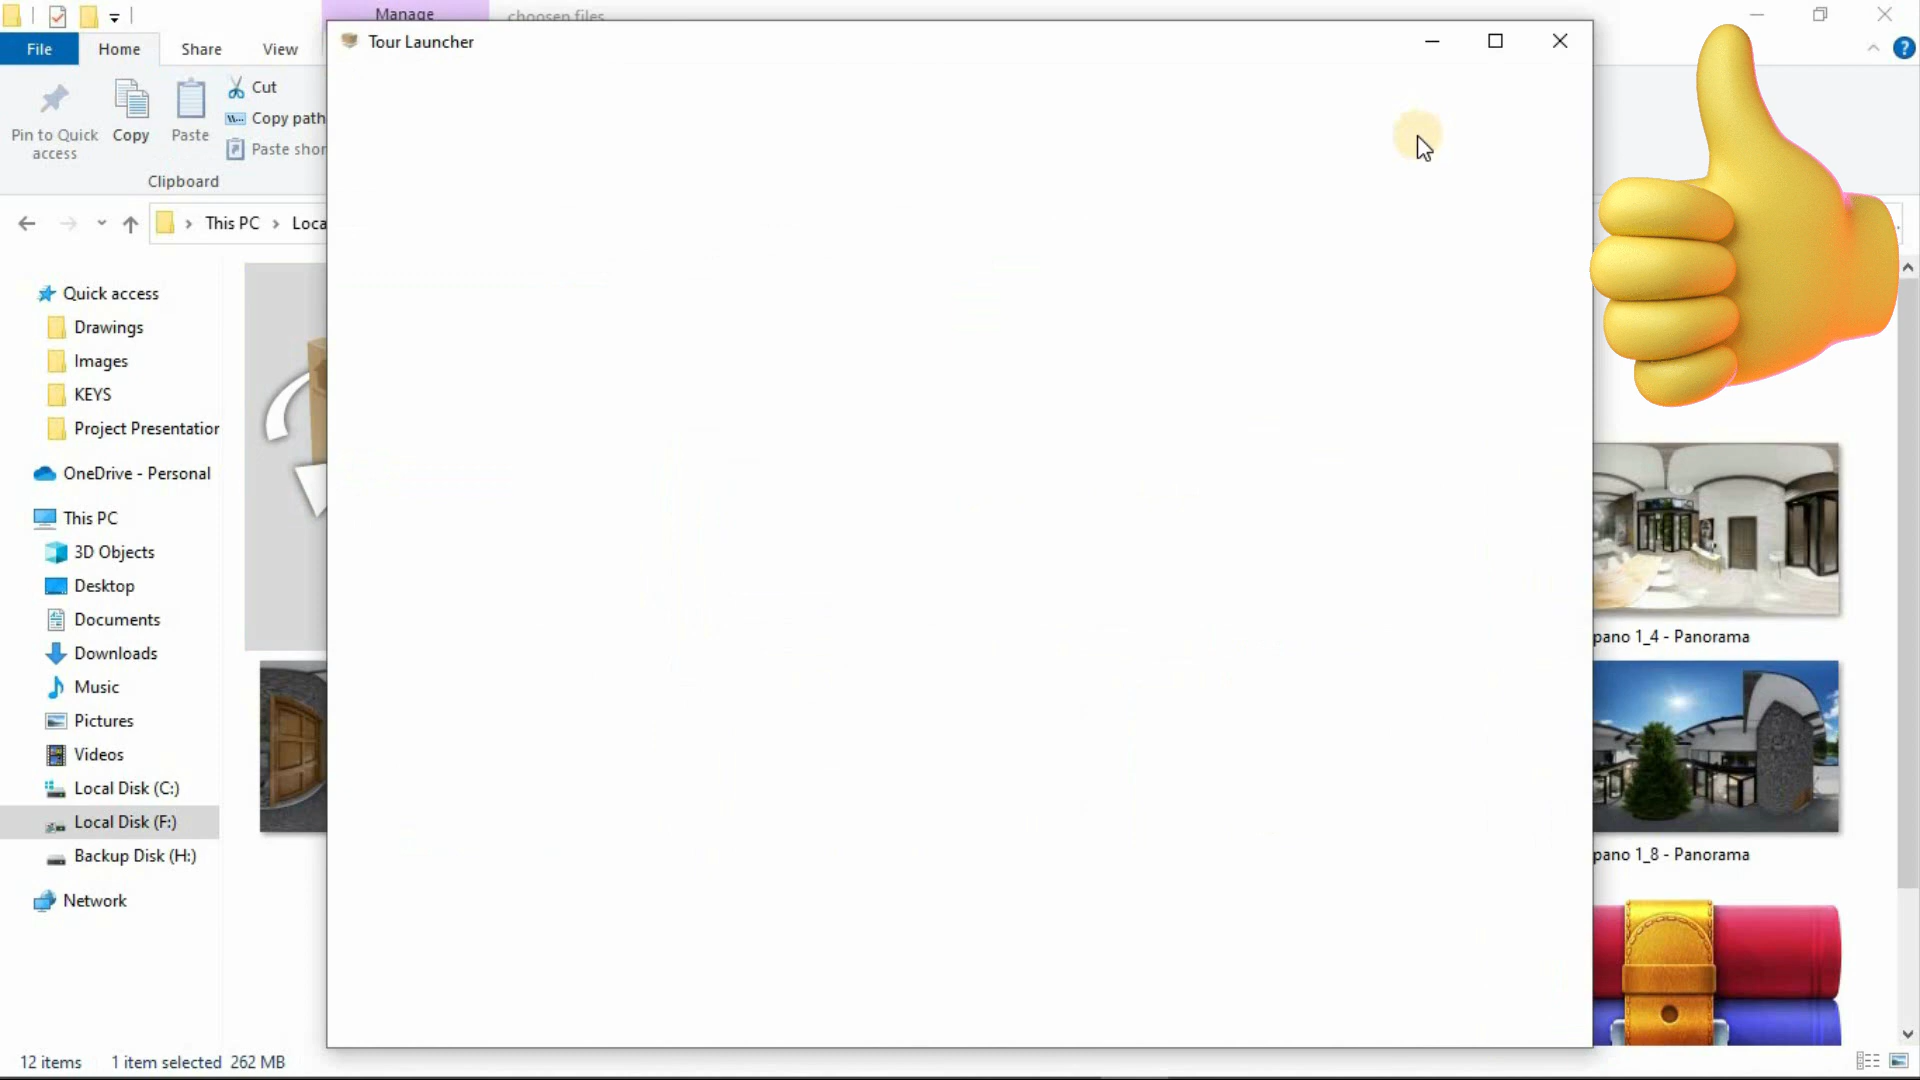 Manage
choosen files
Tour Launcher
File
Home
Share
View
?
Pin to Quick
access
Copy
Paste
Cut
Copy path
Paste shor
Clipboard
This PC
Loca
Quick access
Drawings
Images
KEYS
Project Presentation
OneDrive - Personal
This PC
3D Objects
Desktop
Documents
Downloads
Music
Pictures
Videos
Local Disk (C:)
Local Disk (F:)
Backup Disk (H:)
Network
pano 1_4 - Panorama
pano 1_8 - Panorama
12 items
1 item selected 262 MB